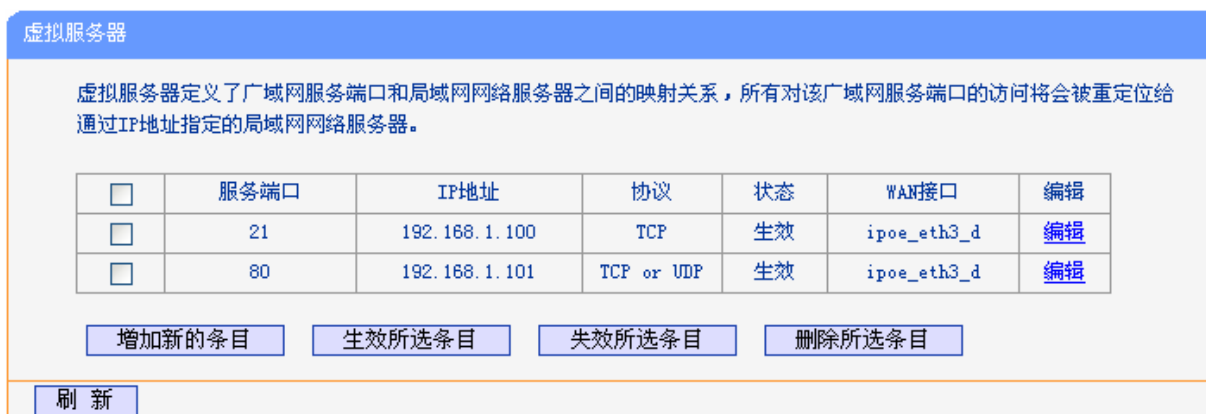 虚拟服务器
虚拟服务器定义了广域网服务端口和局域网网络服务器之间的映射关系，所有对该广域网服务端口的访问将会被重定位给
通过IP地址指定的局域网网络服务器。
服务端口 IP地址 协议 状态 WAN接口 编辑
21 192.168.1.100 TCP 生效 ipoe_eth3_d 编辑
80 192.168.1.101 TCP or UDP 生效 ipoe_eth3_d 编辑
增加新的条目 生效所选条目 失效所选条目 删除所选条目
刷 新